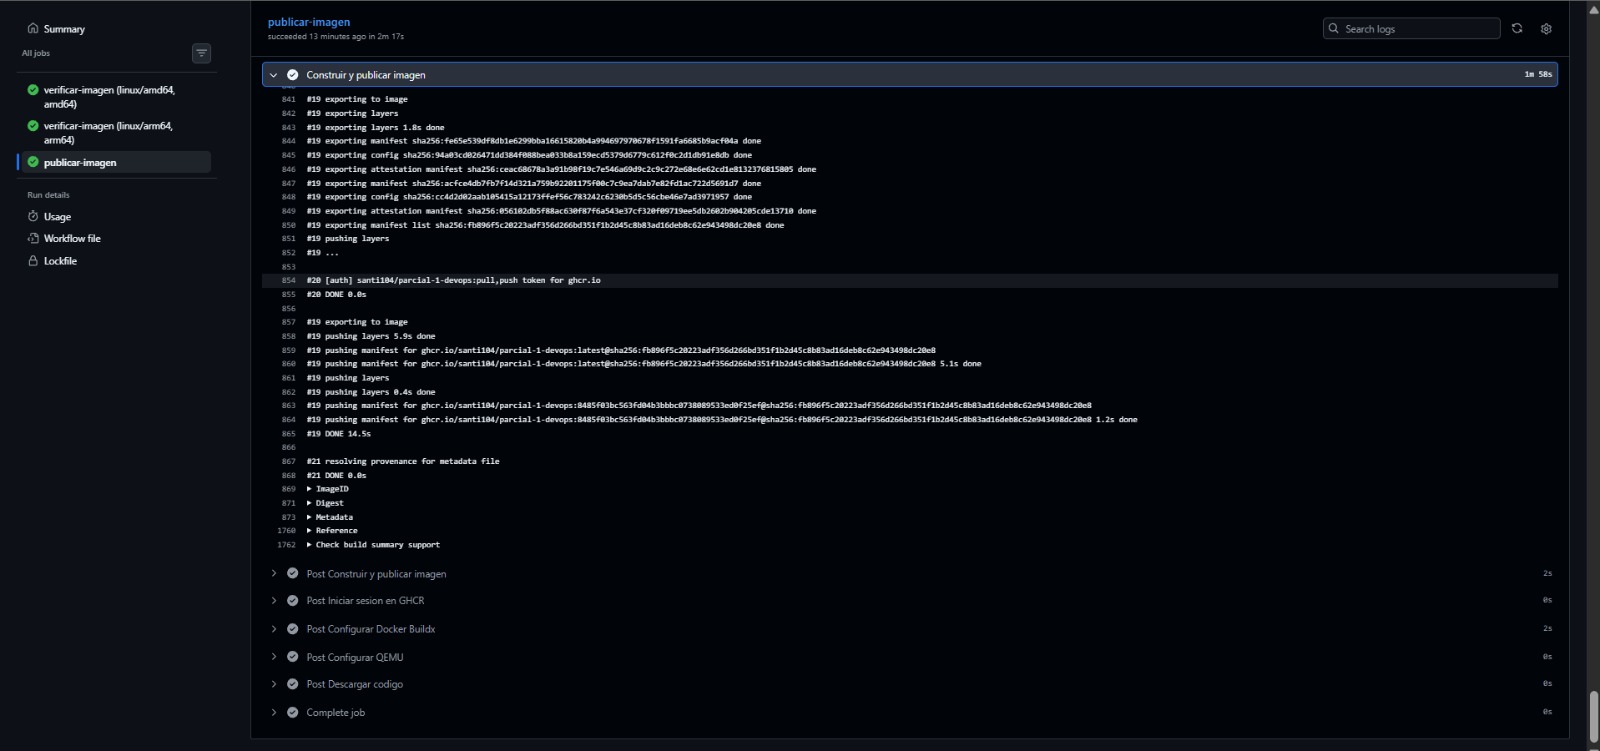 Summary
All jobs
verificar-imagen (linux/amd64,
amd64)
verificar-imagen (linux/arm64,
arm64)
publicar-imagen
Run details
Usage
Workflow file
Lockfile
publicar-imagen
succeeded 13 minutes ago in 2m 17s
Search logs
Construir y publicar imagen 1m 58s
841 #19 exporting to image
842 #19 exporting layers
843 #19 exporting layers 1.8s done
844 #19 exporting manifest sha256:fe65e539df8db1e6299bba16615820b4a994697970678f1591fa6685b9acf04a done
845 #19 exporting config sha256:94a03cd026471dd384f088bea033b8a159ecd5379d6779c612f0c2d1db91e8db done
846 #19 exporting attestation manifest sha256:ceac68678a3a91b98f19c7e546a69d9c2c9c272e68e6e62cd1e8132376815805 done
847 #19 exporting manifest sha256:acfce4db7fb7f14d321a759b92201175f00c7c9ea7dab7e82fd1ac722d5691d7 done
848 #19 exporting config sha256:cc4d2d02aab105415a12173ffef56c783242c6230b5d5c56cbe46e7ad3971957 done
849 #19 exporting attestation manifest sha256:056102db5f88ac630f87f6a543e37cf320f09719ee5db2602b904205cde13710 done
850 #19 exporting manifest list sha256:fb896f5c20223adf356d266bd351f1b2d45c8b83ad16deb8c62e943498dc20e8 done
851 #19 pushing layers
852 #19 ...
853
854 #20 [auth] santi104/parcial-1-devops:pull,push token for ghcr.io
855 #20 DONE 0.0s
856
857 #19 exporting to image
858 #19 pushing layers 5.9s done
859 #19 pushing manifest for ghcr.io/santi104/parcial-1-devops:latest@sha256:fb896f5c20223adf356d266bd351f1b2d45c8b83ad16deb8c62e943498dc20e8
860 #19 pushing manifest for ghcr.io/santi104/parcial-1-devops:latest@sha256:fb896f5c20223adf356d266bd351f1b2d45c8b83ad16deb8c62e943498dc20e8 5.1s done
861 #19 pushing layers
862 #19 pushing layers 0.4s done
863 #19 pushing manifest for ghcr.io/santi104/parcial-1-devops:8485f03bc563fd04b3bbbc0738089533ed0f25ef@sha256:fb896f5c20223adf356d266bd351f1b2d45c8b83ad16deb8c62e943498dc20e8
864 #19 pushing manifest for ghcr.io/santi104/parcial-1-devops:8485f03bc563fd04b3bbbc0738089533ed0f25ef@sha256:fb896f5c20223adf356d266bd351f1b2d45c8b83ad16deb8c62e943498dc20e8 1.2s done
865 #19 DONE 14.5s
866
867 #21 resolving provenance for metadata file
868 #21 DONE 0.0s
869 ImageID
871 Digest
873 Metadata
1760 Reference
1762 Check build summary support
Post Construir y publicar imagen 2s
Post Iniciar sesion en GHCR 0s
Post Configurar Docker Buildx 2s
Post Configurar QEMU 0s
Post Descargar codigo 0s
Complete job 0s